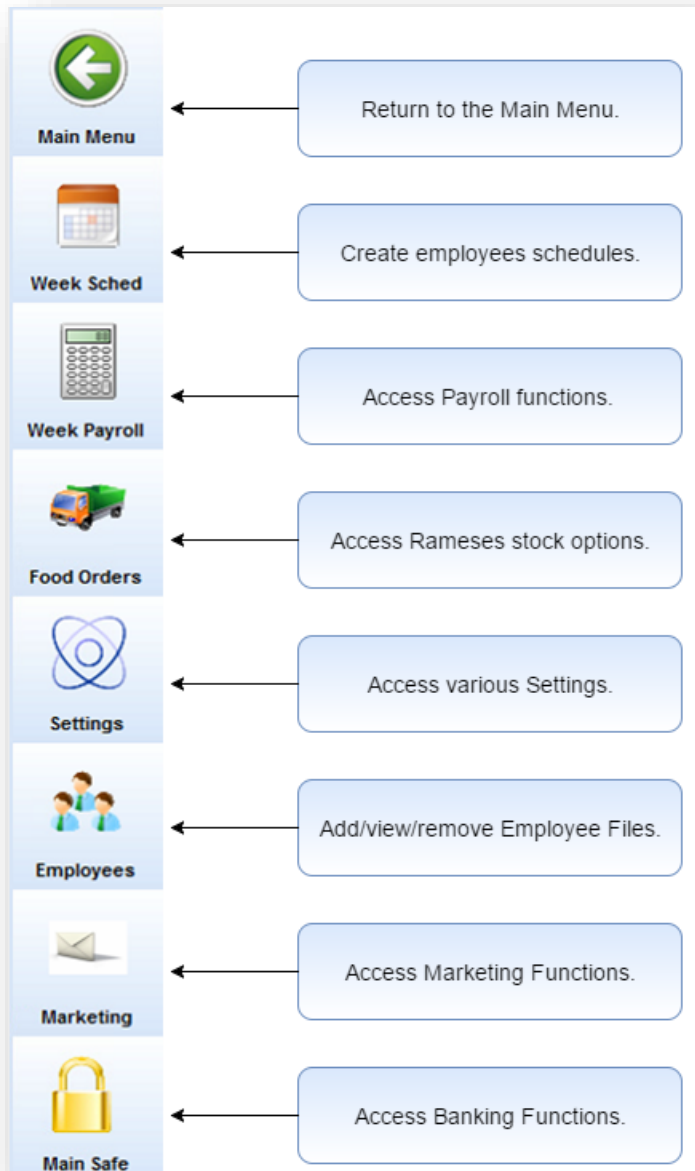 Main Menu
Return to the Main Menu.
Week Sched
Create employees schedules.
Week Payroll
Access Payroll functions.
Food Orders
Access Rameses stock options.
Settings
Access various Settings.
Employees
Add/view/remove Employee Files.
Marketing
Access Marketing Functions.
Main Safe
Access Banking Functions.